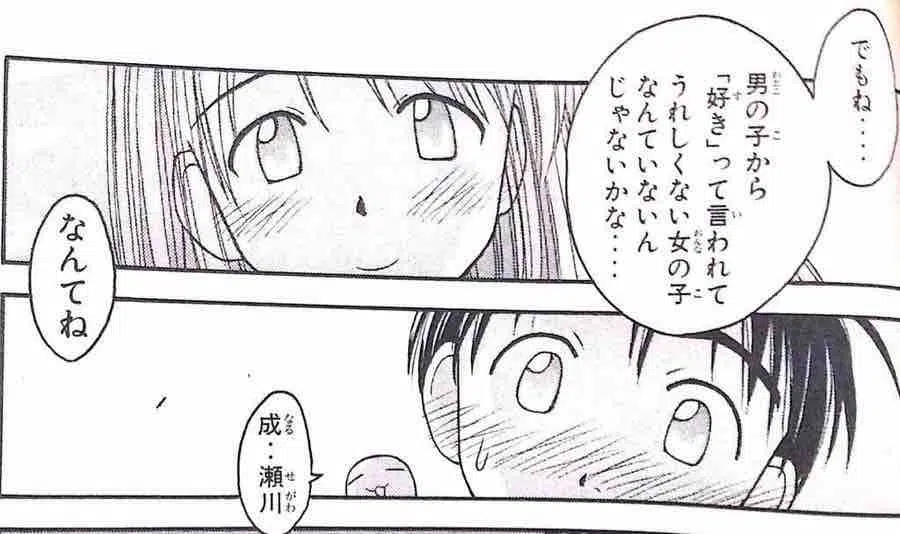 でもね‥‥
男の子から
「好き」って言われて
うれしくない女の子
なんていないん
じゃないかな‥‥
なんてね
成‥瀬川